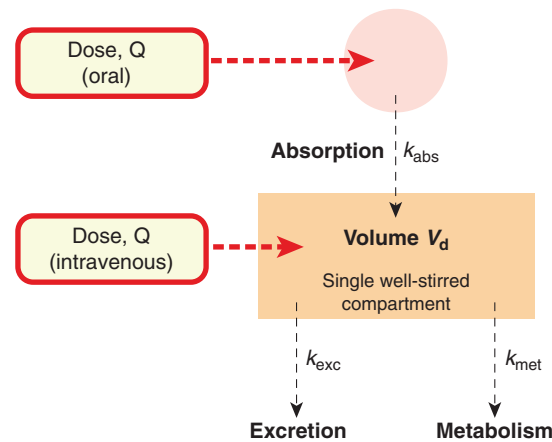 Dose, Q
(oral)
Absorption
kabs
Dose, Q
(intravenous)
Volume Vd
Single well-stirred
compartment
kexc
kmet
Excretion
Metabolism